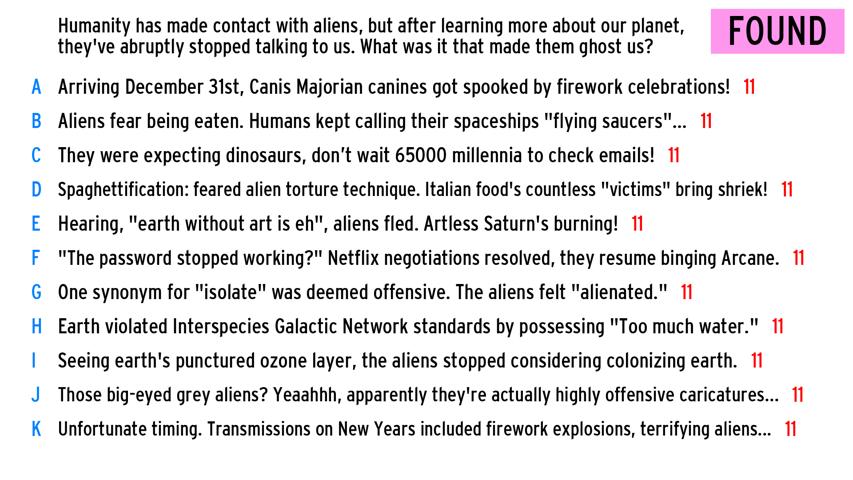 Humanity has made contact with aliens, but after learning more about our planet,
they've abruptly stopped talking to us. What was it that made them ghost us?
FOUND
A Arriving December 31st, Canis Majorian canines got spooked by firework celebrations! 11
B Aliens fear being eaten. Humans kept calling their spaceships "flying saucers"... 11
C They were expecting dinosaurs, don't wait 65000 millennia to check emails! 11
D Spaghettification: feared alien torture technique. Italian food's countless "victims" bring shriek! 11
E Hearing, "earth without art is eh", aliens fled. Artless Saturn's burning! 11
F "The password stopped working?" Netflix negotiations resolved, they resume binging Arcane. 11
G One synonym for "isolate" was deemed offensive. The aliens felt "alienated." 11
H Earth violated Interspecies Galactic Network standards by possessing "Too much water." 11
I Seeing earth's punctured ozone layer, the aliens stopped considering colonizing earth. 11
J Those big-eyed grey aliens? Yeaahhh, apparently they're actually highly offensive caricatures... 11
K Unfortunate timing. Transmissions on New Years included firework explosions, terrifying aliens... 11